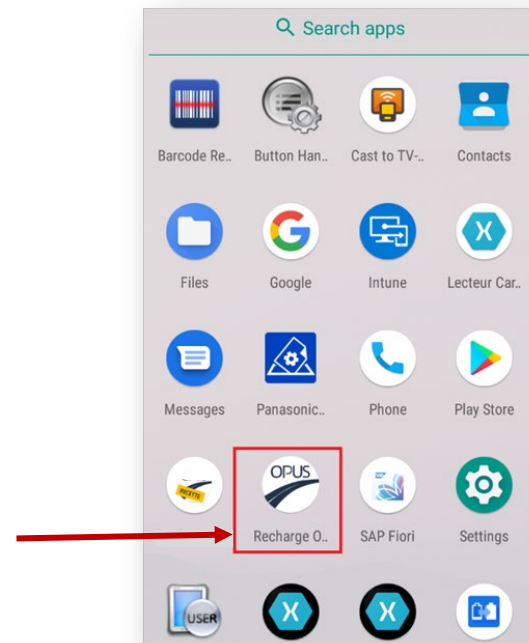 Search apps
Barcode Re..
Button Han..
Cast to TV-..
Contacts
Files
Google
Intune
Lecteur Car..
Messages
Panasonic..
Phone
Play Store
RECETTE
OPUS
Recharge O..
SAP Fiori
Settings
USER